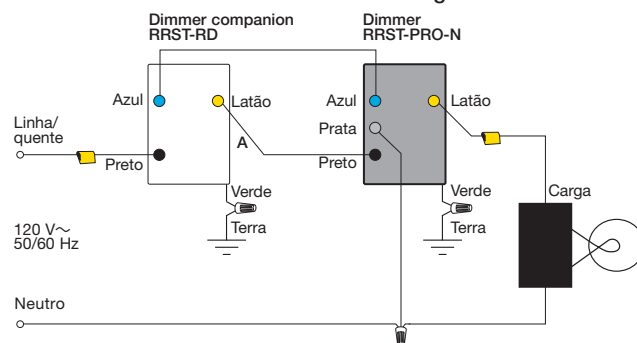 Dimmer companion
RRST-RD
Dimmer
RRST-PRO-N
Azul
Latão
Azul
Latão
Linha/
quente
Prata
A
Preto
Preto
Verde
Verde
Carga
Terra
Terra
120 V~
50/60 Hz
Neutro